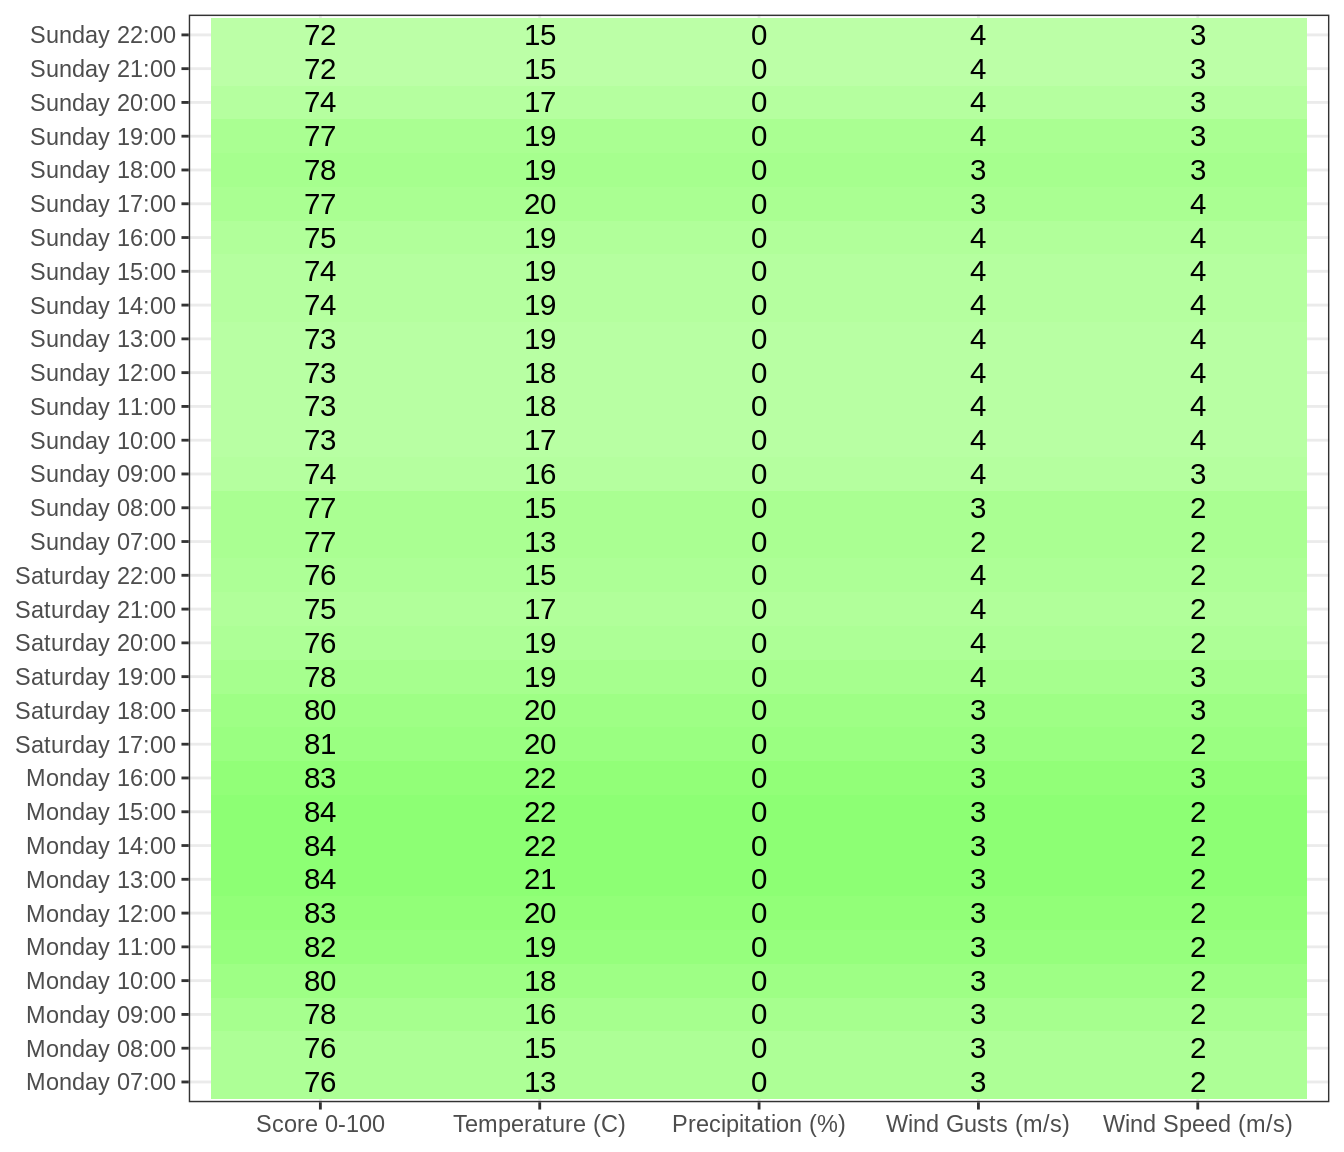 Sunday 22:00 72 15 0 4 3
Sunday 21:00 72 15 0 4 3
Sunday 20:00 74 17 0 4 3
Sunday 19:00 77 19 0 4 3
Sunday 18:00 78 19 0 3 3
Sunday 17:00 77 20 0 3 4
Sunday 16:00 75 19 0 4 4
Sunday 15:00 74 19 0 4 4
Sunday 14:00 74 19 0 4 4
Sunday 13:00 73 19 0 4 4
Sunday 12:00 73 18 0 4 4
Sunday 11:00 73 18 0 4 4
Sunday 10:00 73 17 0 4 4
Sunday 09:00 74 16 0 4 3
Sunday 08:00 77 15 0 3 2
Sunday 07:00 77 13 0 2 2
Saturday 22:00 76 15 0 4 2
Saturday 21:00 75 17 0 4 2
Saturday 20:00 76 19 0 4 2
Saturday 19:00 78 19 0 4 3
Saturday 18:00 80 20 0 3 3
Saturday 17:00 81 20 0 3 2
Monday 16:00 83 22 0 3 3
Monday 15:00 84 22 0 3 2
Monday 14:00 84 22 0 3 2
Monday 13:00 84 21 0 3 2
Monday 12:00 83 20 0 3 2
Monday 11:00 82 19 0 3 2
Monday 10:00 80 18 0 3 2
Monday 09:00 78 16 0 3 2
Monday 08:00 76 15 0 3 2
Monday 07:00 76 13 0 3 2
Score 0-100 Temperature (C) Precipitation (%) Wind Gusts (m/s) Wind Speed (m/s)